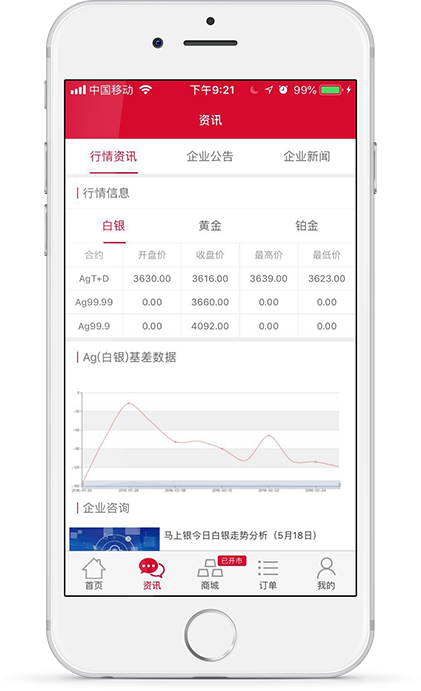 中国移动 下午9:21 99%
资讯
行情资讯 企业公告 企业新闻
行情信息
白银 黄金 铂金
合约 开盘价 收盘价 最高价 最低价
AgT+D 3630.00 3616.00 3639.00 3623.00
Ag99.99 0.00 3660.00 0.00 0.00
Ag99.9 0.00 4092.00 0.00 0.00
Ag(白银)基差数据
企业咨询
马上银今日白银走势分析（5月18日）
已开市
首页 资讯 商城 订单 我的